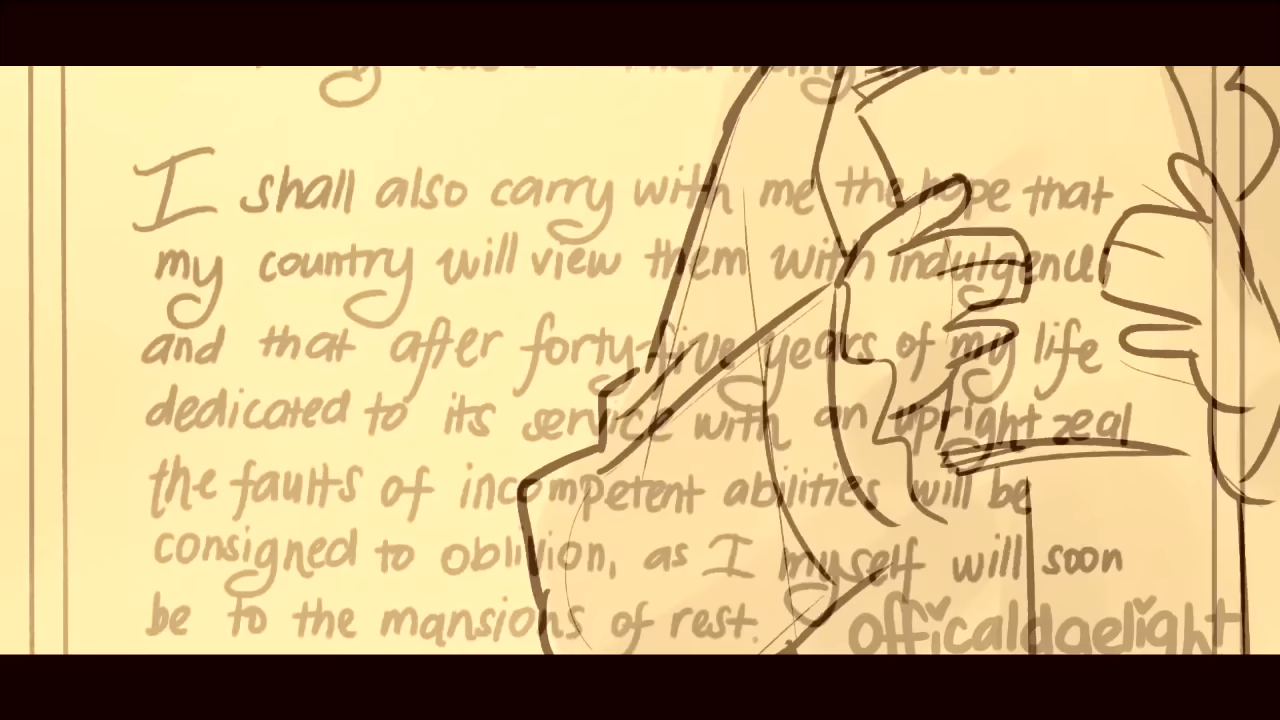 I shall also carry with me the hope that
my country will view them with indulgence
and that after forty-five years of my life
dedicated to its service with an upright zeal
the faults of incompetent abilities will be
consigned to oblivion, as I myself will soon
be to the mansions of rest.
officaldaelight